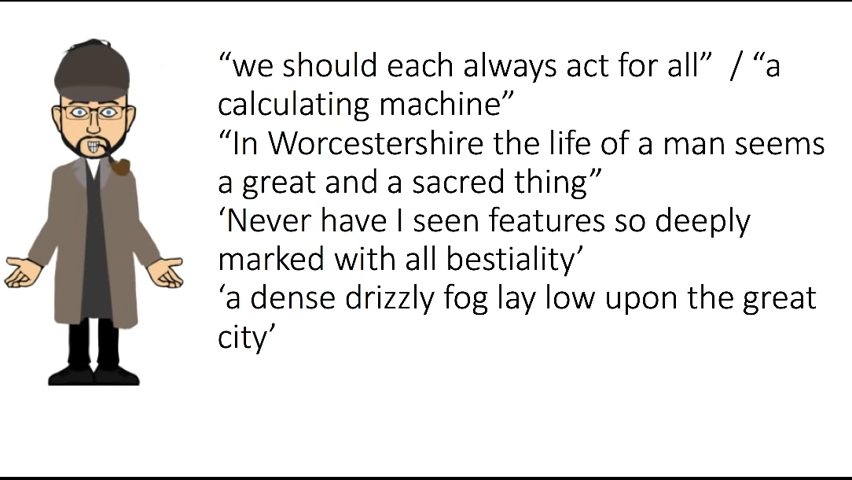 “we should each always act for all” / “a
calculating machine”
“In Worcestershire the life of a man seems
a great and a sacred thing”
‘Never have I seen features so deeply
marked with all bestiality’
‘a dense drizzly fog lay low upon the great
city’